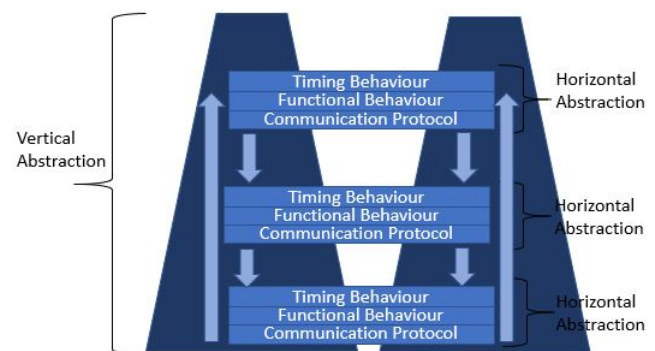 Vertical
Abstraction
Timing Behaviour
Functional Behaviour
Communication Protocol
Horizontal
Abstraction
Timing Behaviour
Functional Behaviour
Communication Protocol
Horizontal
Abstraction
Timing Behaviour
Functional Behaviour
Communication Protocol
Horizontal
Abstraction